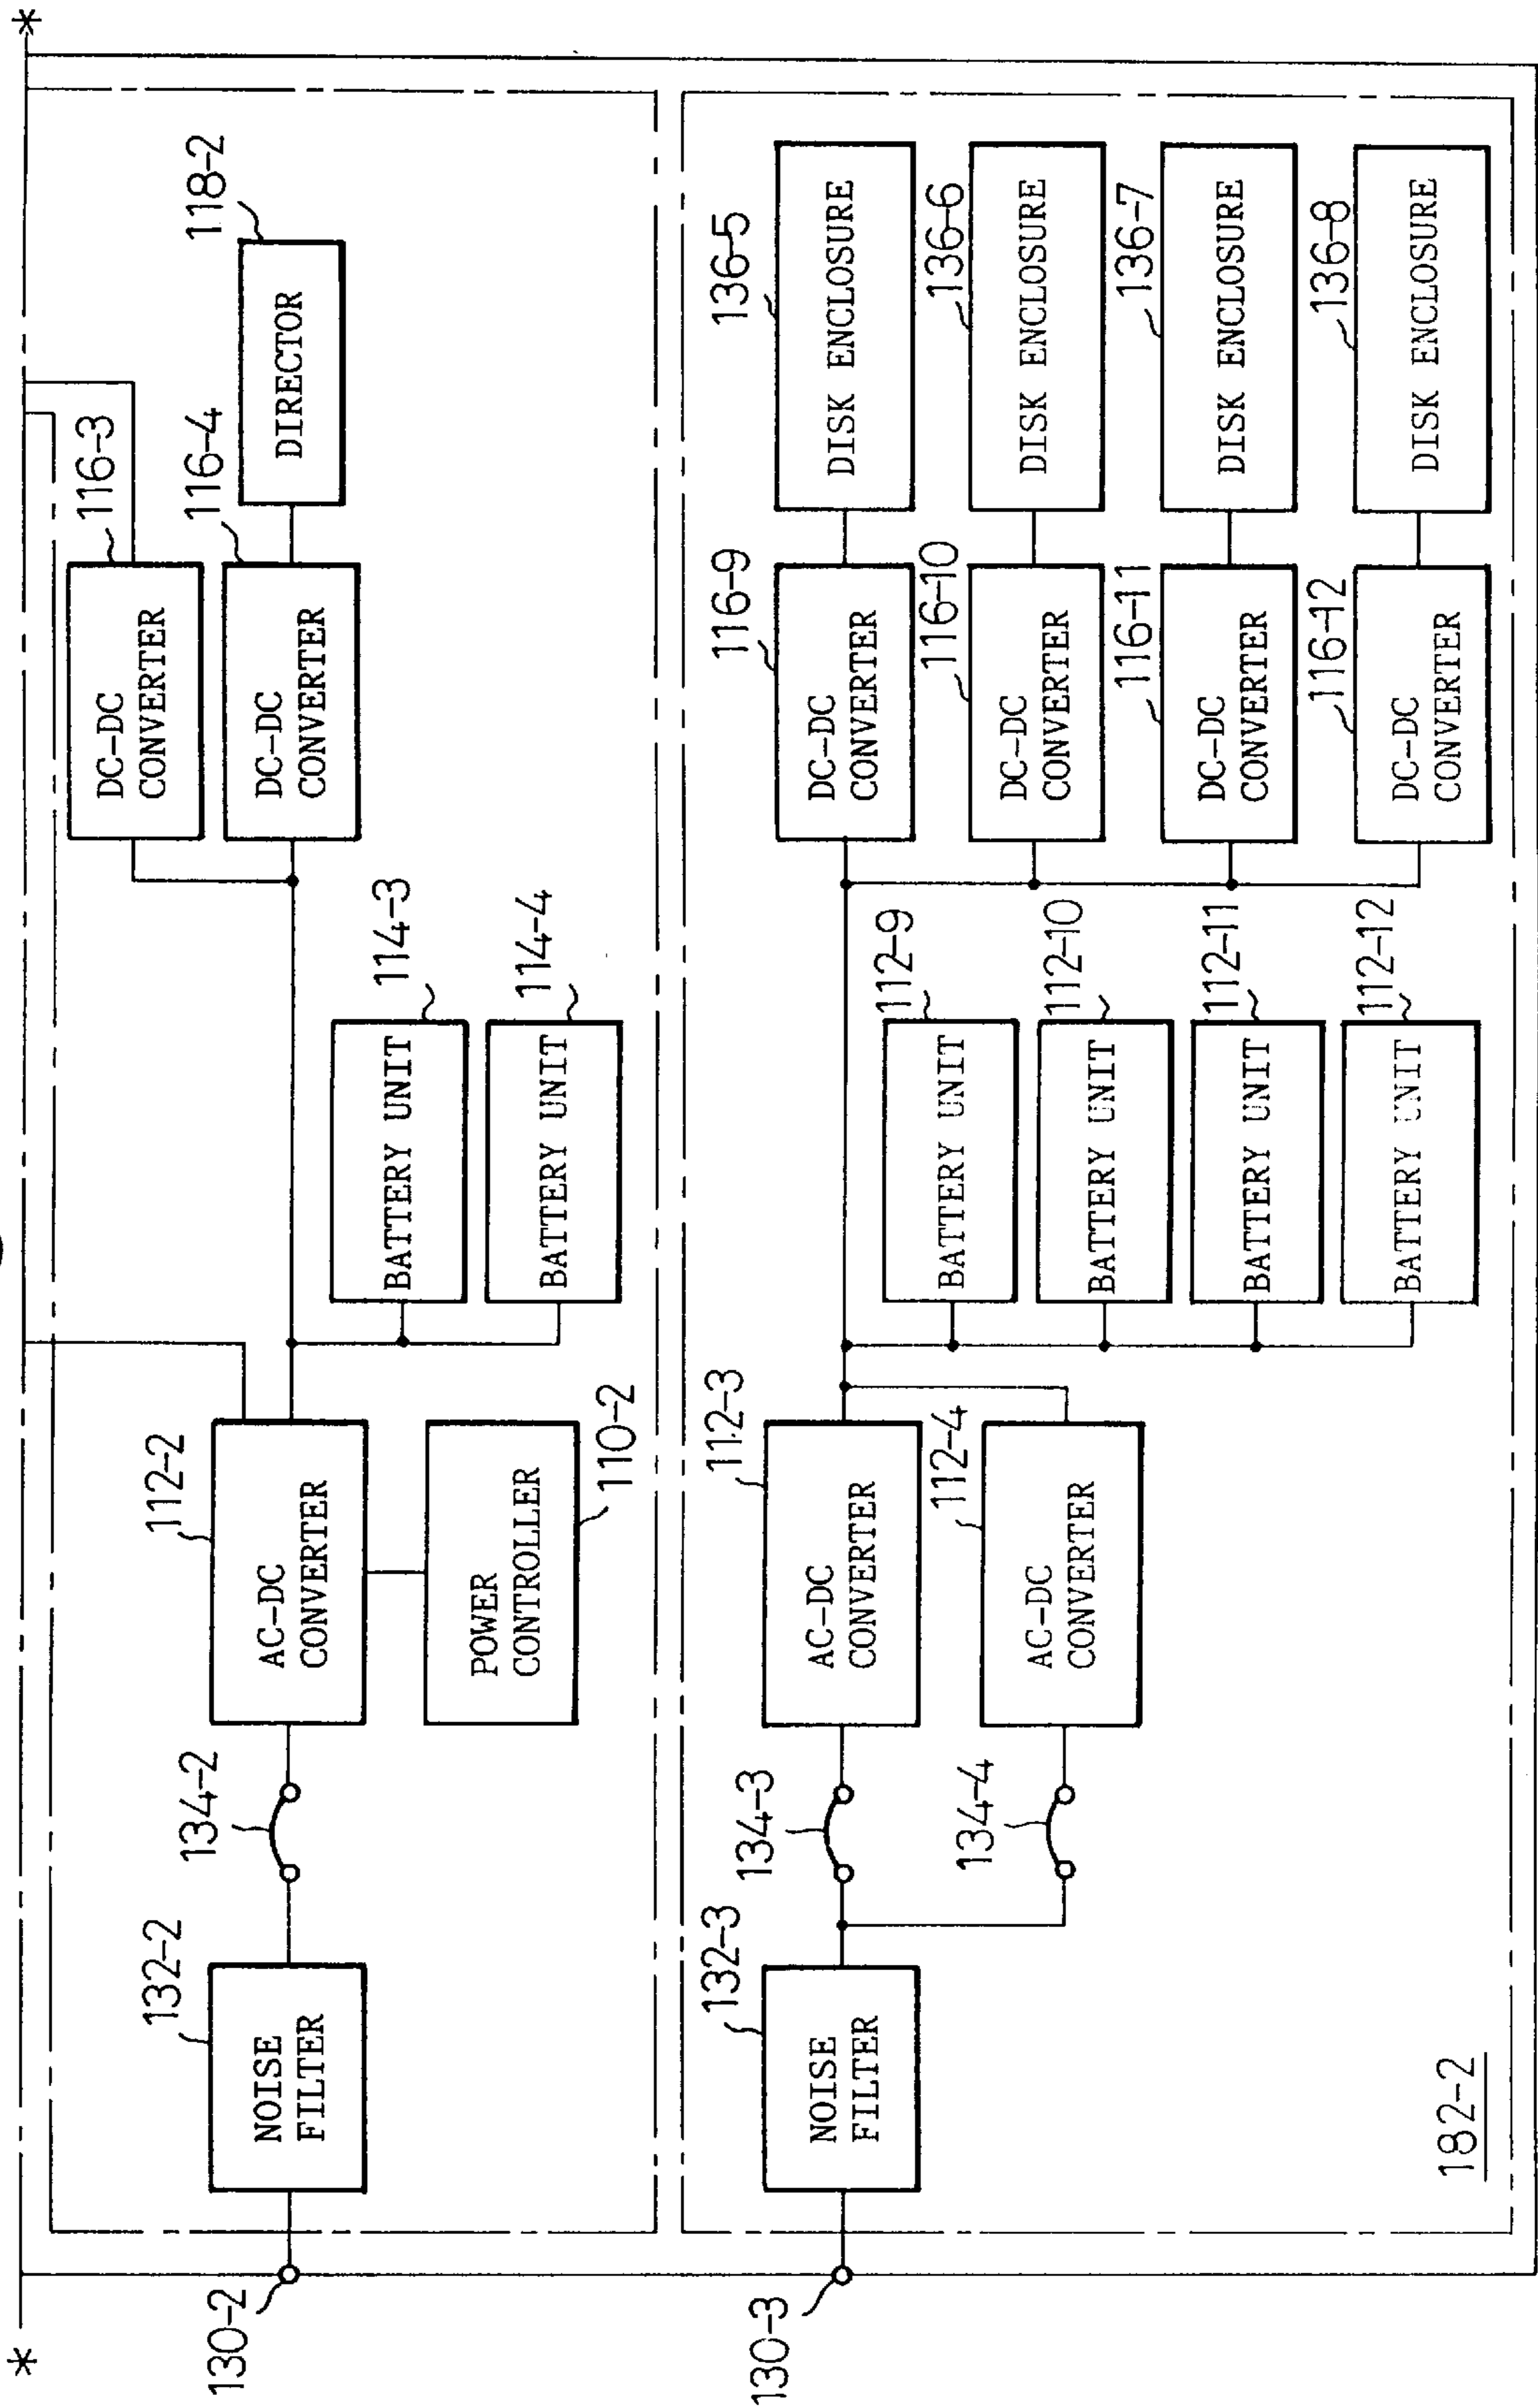 *
*
116-3
DC-DC
CONVERTER
118-2
DIRECTOR
116-4
DC-DC
CONVERTER
114-3
BATTERY UNIT
114-4
BATTERY UNIT
112-2
AC-DC
CONVERTER
110-2
POWER
CONTROLLER
134-2
132-2
NOISE
FILTER
130-2
130-3
132-3
NOISE
FILTER
134-3
134-4
112-3
AC-DC
CONVERTER
112-4
AC-DC
CONVERTER
112-9
BATTERY UNIT
112-10
BATTERY UNIT
112-11
BATTERY UNIT
112-12
BATTERY UNIT
116-9
DC-DC
CONVERTER
136-5
DISK ENCLOSURE
116-10
DC-DC
CONVERTER
136-6
DISK ENCLOSURE
116-11
DC-DC
CONVERTER
136-7
DISK ENCLOSURE
116-12
DC-DC
CONVERTER
136-8
DISK ENCLOSURE
182-2